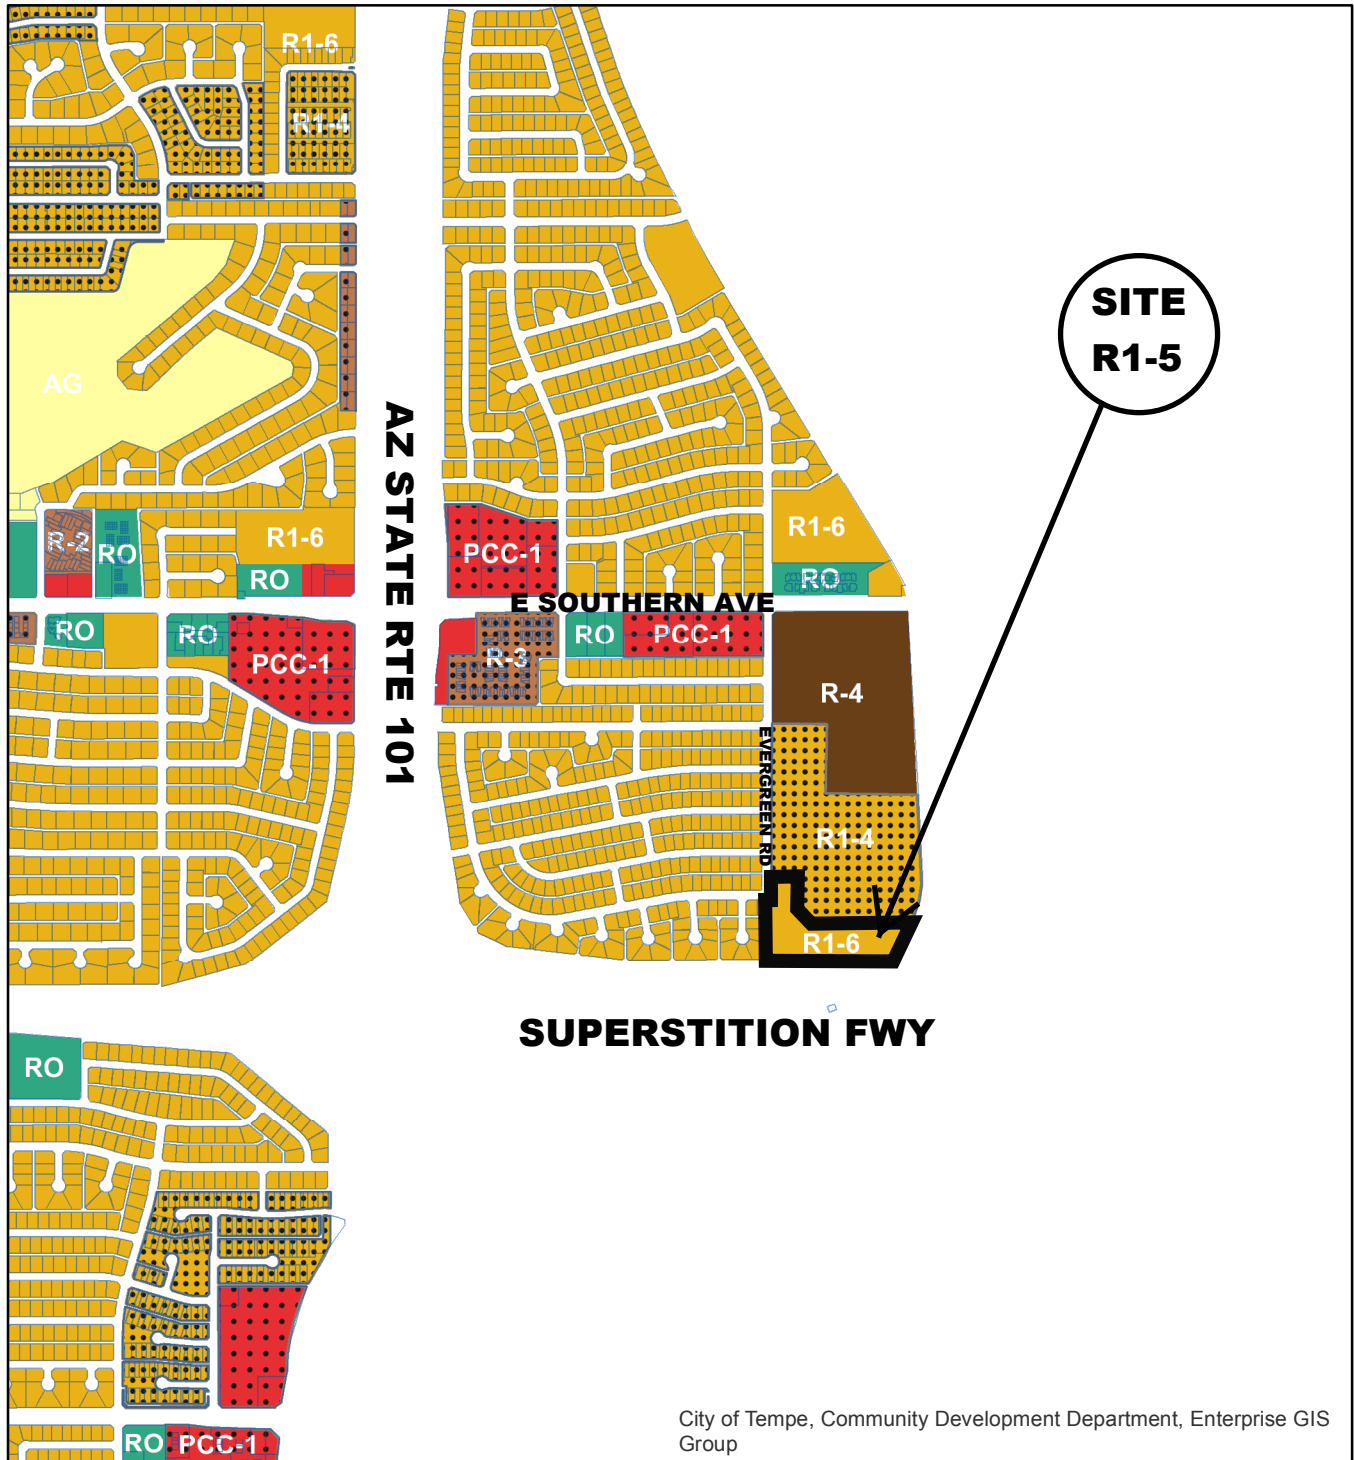 R1-6
R1-4
SITE
R1-5
AG
AZ STATE RTE 101
R-2
RO
R1-6
RO
PCC-1
R1-6
RO
E SOUTHERN AVE
RO
RO
PCC-1
R-3
RO
PCC-1
R-4
EVERGREEN RD
R1-4
R1-6
SUPERSTITION FWY
RO
RO
PCC-1
City of Tempe, Community Development Department, Enterprise GIS
Group